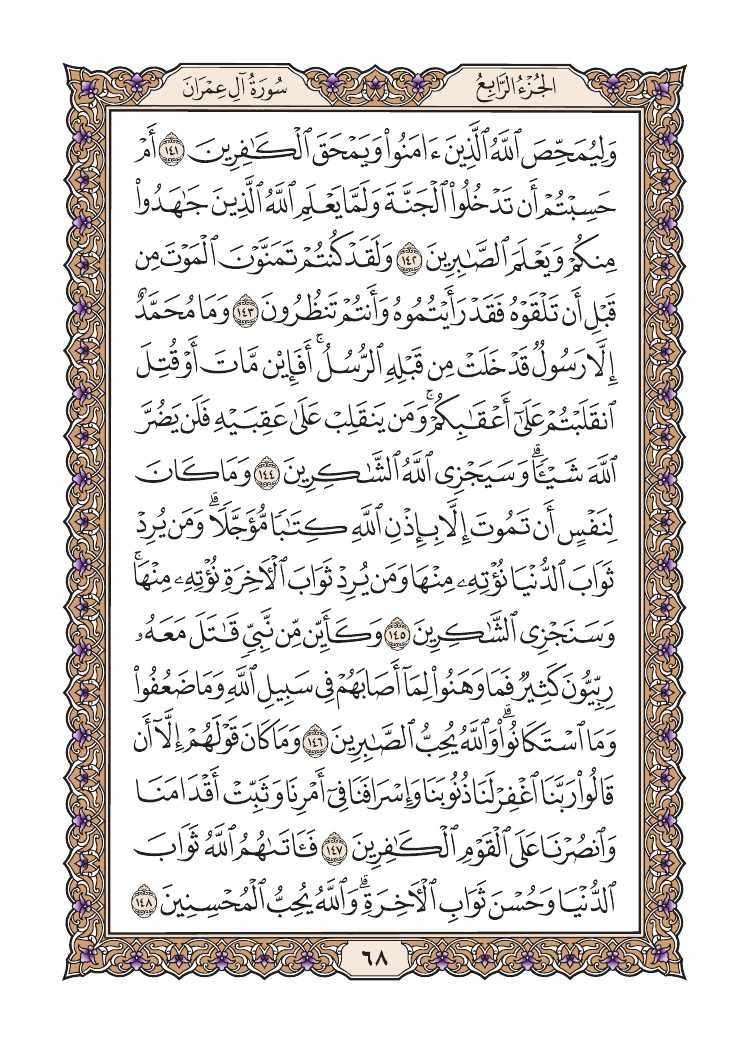 سُورَةُ آلِ عِمْرَانَ
الجُزْءُ الرَّابِعُ
وَلِيُمَحِّصَ ٱللَّهُ ٱلَّذِينَ ءَامَنُوا۟ وَيَمْحَقَ ٱلْكَٰفِرِينَ ١٤١ أَمْ
حَسِبْتُمْ أَن تَدْخُلُوا۟ ٱلْجَنَّةَ وَلَمَّا يَعْلَمِ ٱللَّهُ ٱلَّذِينَ جَٰهَدُوا۟
مِنكُمْ وَيَعْلَمَ ٱلصَّٰبِرِينَ ١٤٢ وَلَقَدْ كُنتُمْ تَمَنَّوْنَ ٱلْمَوْتَ مِن
قَبْلِ أَن تَلْقَوْهُ فَقَدْ رَأَيْتُمُوهُ وَأَنتُمْ تَنظُرُونَ ١٤٣ وَمَا مُحَمَّدٌ
إِلَّا رَسُولٌ قَدْ خَلَتْ مِن قَبْلِهِ ٱلرُّسُلُ ۚ أَفَإِي۟ن مَّاتَ أَوْ قُتِلَ
ٱنقَلَبْتُمْ عَلَىٰٓ أَعْقَٰبِكُمْ ۚ وَمَن يَنقَلِبْ عَلَىٰ عَقِبَيْهِ فَلَن يَضُرَّ
ٱللَّهَ شَيْـًٔا ۗ وَسَيَجْزِى ٱللَّهُ ٱلشَّٰكِرِينَ ١٤٤ وَمَا كَانَ
لِنَفْسٍ أَن تَمُوتَ إِلَّا بِإِذْنِ ٱللَّهِ كِتَٰبًا مُّؤَجَّلًا ۗ وَمَن يُرِدْ
ثَوَابَ ٱلدُّنْيَا نُؤْتِهِۦ مِنْهَا وَمَن يُرِدْ ثَوَابَ ٱلْءَاخِرَةِ نُؤْتِهِۦ مِنْهَا ۚ
وَسَنَجْزِى ٱلشَّٰكِرِينَ ١٤٥ وَكَأَيِّن مِّن نَّبِىٍّ قَٰتَلَ مَعَهُۥ
رِبِّيُّونَ كَثِيرٌ فَمَا وَهَنُوا۟ لِمَآ أَصَابَهُمْ فِى سَبِيلِ ٱللَّهِ وَمَا ضَعُفُوا۟
وَمَا ٱسْتَكَانُوا۟ ۗ وَٱللَّهُ يُحِبُّ ٱلصَّٰبِرِينَ ١٤٦ وَمَا كَانَ قَوْلَهُمْ إِلَّآ أَن
قَالُوا۟ رَبَّنَا ٱغْفِرْ لَنَا ذُنُوبَنَا وَإِسْرَافَنَا فِىٓ أَمْرِنَا وَثَبِّتْ أَقْدَامَنَا
وَٱنصُرْنَا عَلَى ٱلْقَوْمِ ٱلْكَٰفِرِينَ ١٤٧ فَـَٔاتَىٰهُمُ ٱللَّهُ ثَوَابَ
ٱلدُّنْيَا وَحُسْنَ ثَوَابِ ٱلْءَاخِرَةِ ۗ وَٱللَّهُ يُحِبُّ ٱلْمُحْسِنِينَ ١٤٨
٦٨